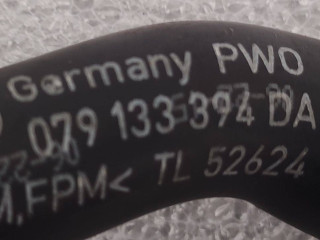 Germany PWO
079 133 394 DA
M,FPM< TL 52624